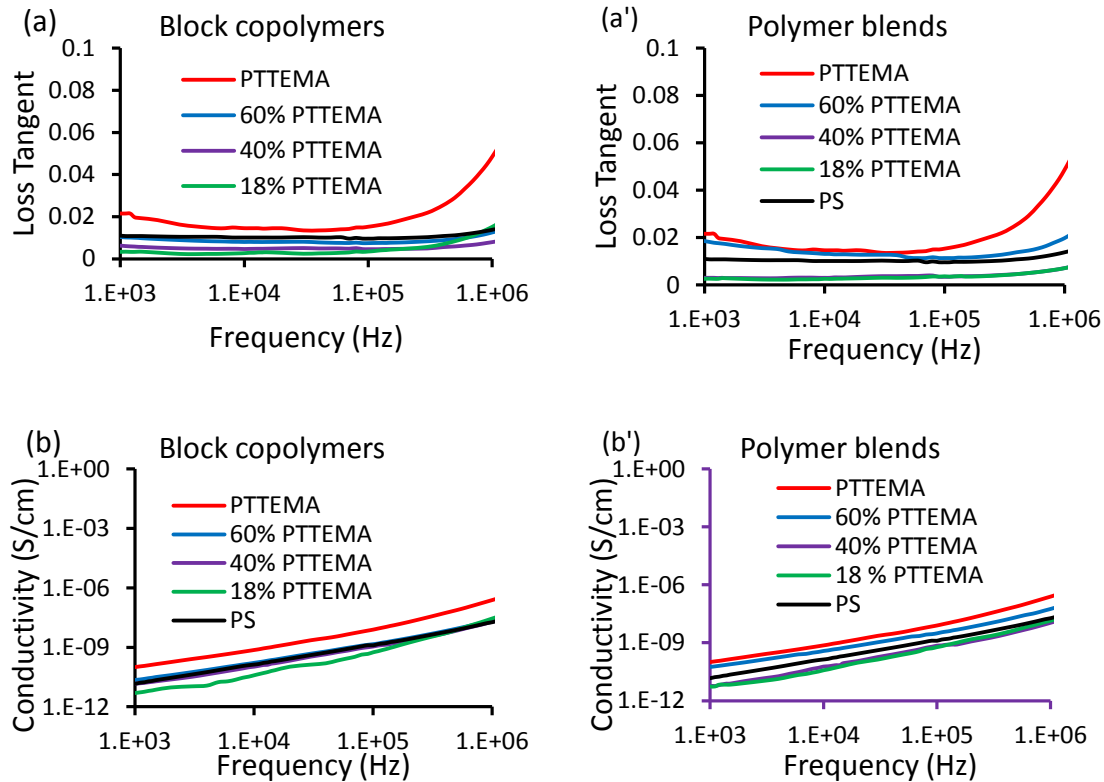 (a)
Block copolymers
Loss Tangent
0.1
0.08
0.06
0.04
0.02
0
PTTEMA
60% PTTEMA
40% PTTEMA
18% PTTEMA
1.E+03
1.E+04
1.E+05
1.E+06
Frequency (Hz)
(a')
Polymer blends
Loss Tangent
0.1
0.08
0.06
0.04
0.02
0
PTTEMA
60% PTTEMA
40% PTTEMA
18% PTTEMA
PS
1.E+03
1.E+04
1.E+05
1.E+06
Frequency (Hz)
(b)
Block copolymers
Conductivity (S/cm)
1.E+00
1.E-03
1.E-06
1.E-09
1.E-12
PTTEMA
60% PTTEMA
40% PTTEMA
18% PTTEMA
PS
1.E+03
1.E+04
1.E+05
1.E+06
Frequency (Hz)
(b')
Polymer blends
Conductivity (S/cm)
1.E+00
1.E-03
1.E-06
1.E-09
1.E-12
PTTEMA
60% PTTEMA
40% PTTEMA
18 % PTTEMA
PS
1.E+03
1.E+04
1.E+05
1.E+06
Frequency (Hz)